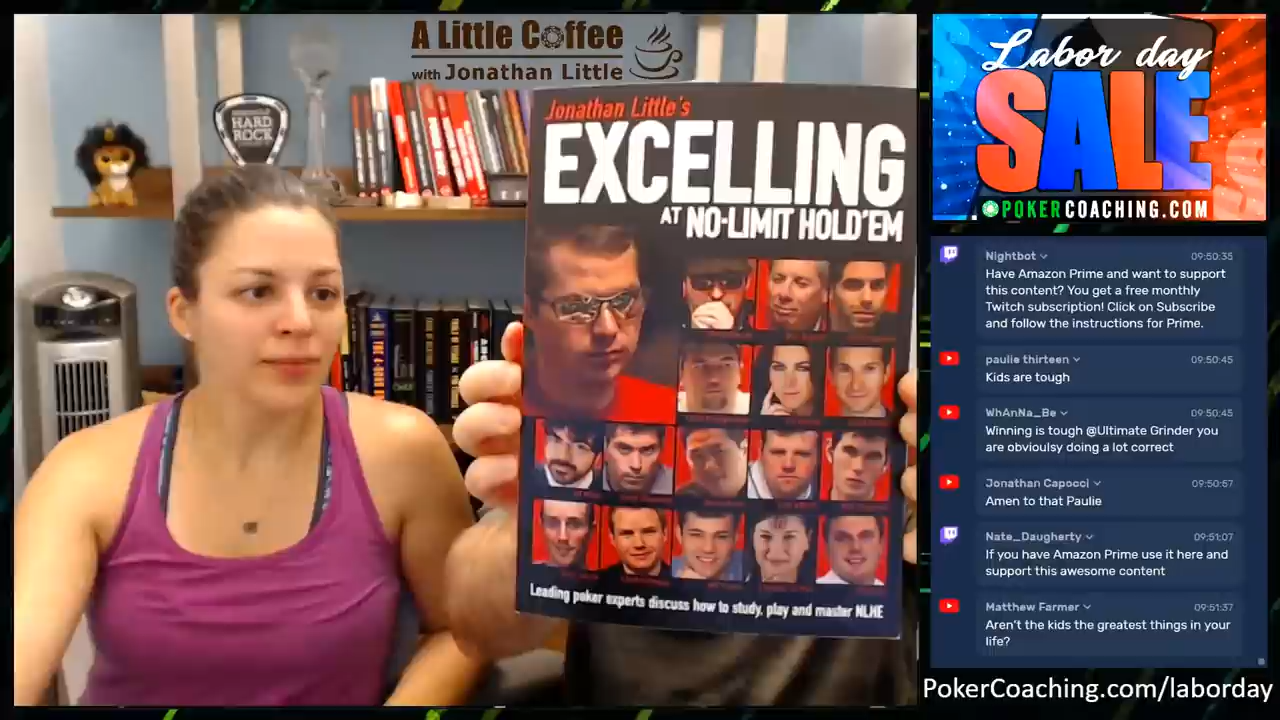 A Little Coffee
with Jonathan Little
HARD
ROCK
Jonathan Little's
EXCELLING
AT NO-LIMIT HOLD'EM
Leading poker experts discuss how to study, play and master NLHE
Labor day
SALE
POKERCOACHING.COM
Nightbot 09:50:35
Have Amazon Prime and want to support
this content? You get a free monthly
Twitch subscription! Click on Subscribe
and follow the instructions for Prime.
paulie thirteen 09:50:45
Kids are tough
WhAnNa_Be 09:50:45
Winning is tough @Ultimate Grinder you
are obvioulsy doing a lot correct
Jonathan Capocci 09:50:57
Amen to that Paulie
Nate_Daugherty 09:51:07
If you have Amazon Prime use it here and
support this awesome content
Matthew Farmer 09:51:37
Aren't the kids the greatest things in your
life?
PokerCoaching.com/laborday